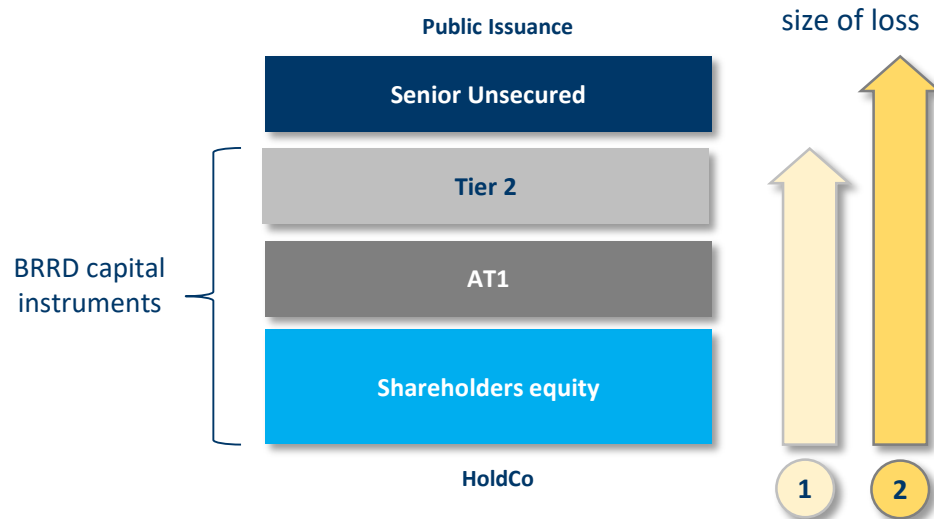 Public Issuance
size of loss
Senior Unsecured
Tier 2
BRRD capital
instruments
AT1
Shareholders equity
HoldCo
1
2